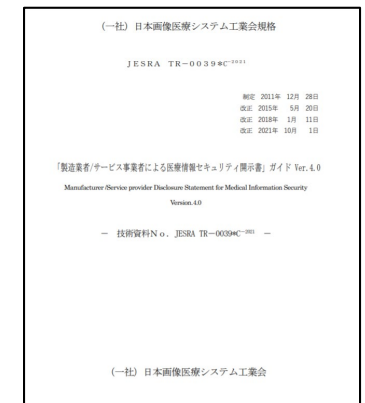 (一社) 日本画像医療システム工業会規格
JESRA TR-0039*C-2021
制定 2011年 12月 28日
改正 2015年 5月 20日
改正 2018年 1月 11日
改正 2021年 10月 1日
「製造業者/サービス事業者による医療情報セキュリティ開示書」ガイド Ver.4.0
Manufacturer /Service provider Disclosure Statement for Medical Information Security
Version.4.0
― 技術資料No. JESRA TR-0039*C-2021 ―
(一社) 日本画像医療システム工業会